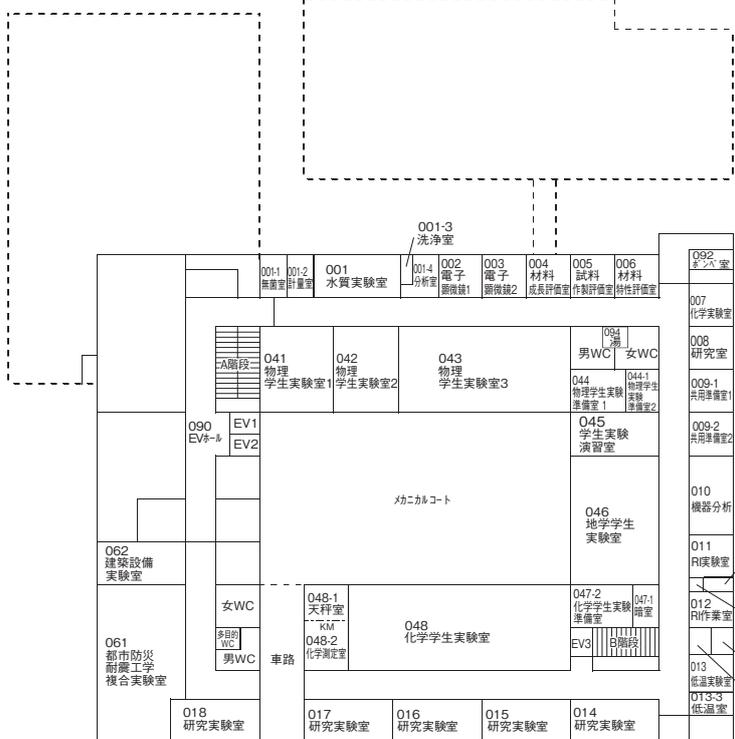 001-3
洗浄室
001-1
無菌室
001-2
計量室
001
水質実験室
001-4
分析室
002
電子
顕微鏡1
003
電子
顕微鏡2
004
材料
成長評価室
005
試料
作製評価室
006
材料
特性評価室
092
ボンベ室
007
化学実験室
A階段
041
物理
学生実験室1
042
物理
学生実験室2
043
物理
学生実験室3
094
湯
男WC
女WC
008
研究室
044
物理学生実験
準備室1
044-1
物理学生
実験
準備室2
009-1
共用準備室1
090
EVホール
EV1
EV2
045
学生実験
演習室
009-2
共用準備室2
メカニカルコート
046
地学学生
実験室
010
機器分析
062
建築設備
実験室
011
RI実験室
女WC
多目的
WC
男WC
車路
048-1
天秤室
KM
048-2
化学測定室
048
化学学生実験室
047-2
化学学生実験
準備室
047-1
暗室
012
RI作業室
061
都市防災
耐震工学
複合実験室
EV3
B階段
013
低温実験室
013-3
低温室
018
研究実験室
017
研究実験室
016
研究実験室
015
研究実験室
014
研究実験室